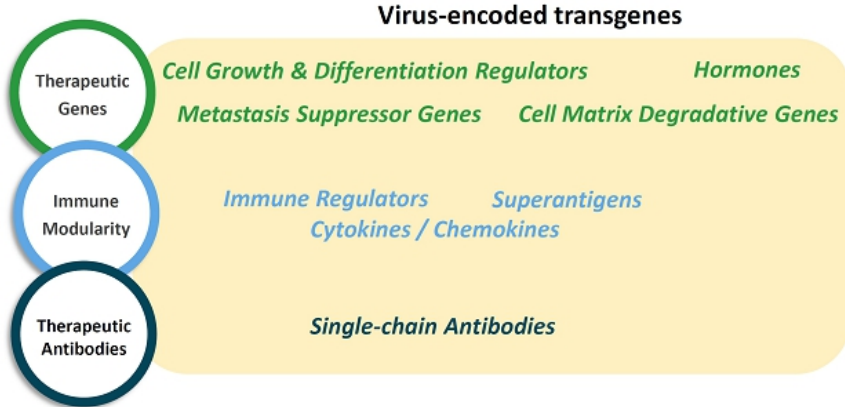 Virus-encoded transgenes
Therapeutic
Genes
Cell Growth & Differentiation Regulators
Hormones
Metastasis Suppressor Genes
Cell Matrix Degradative Genes
Immune
Modularity
Immune Regulators
Superantigens
Cytokines / Chemokines
Therapeutic
Antibodies
Single-chain Antibodies